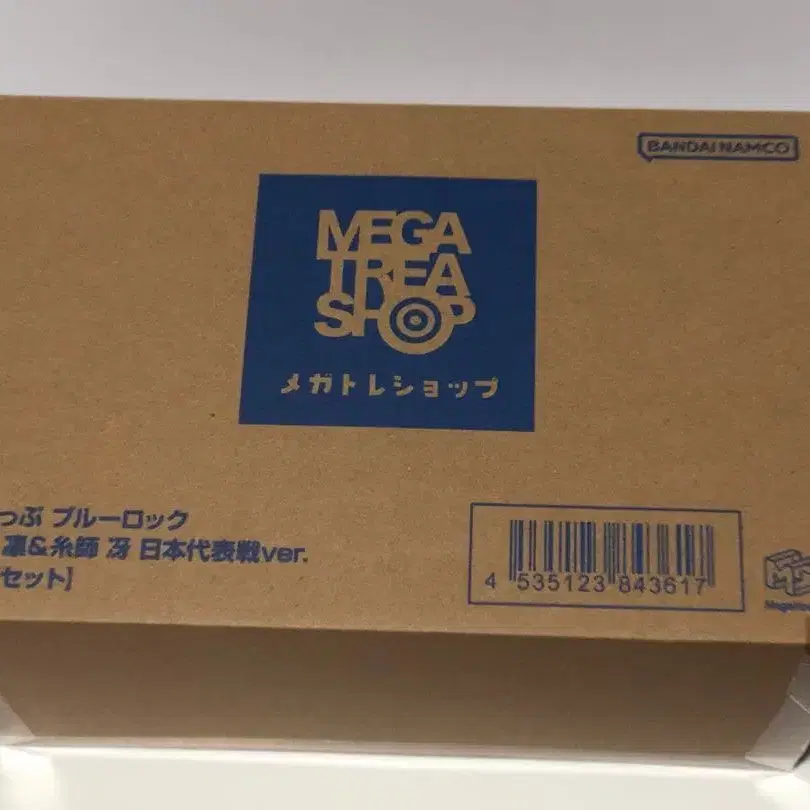 BANDAI NAMCO
MEGA
TREA
SHOP
メガトレショップ
つぷ ブルーロック
凛&糸師 冴 日本代表戦ver.
セット】
4 535123 843617